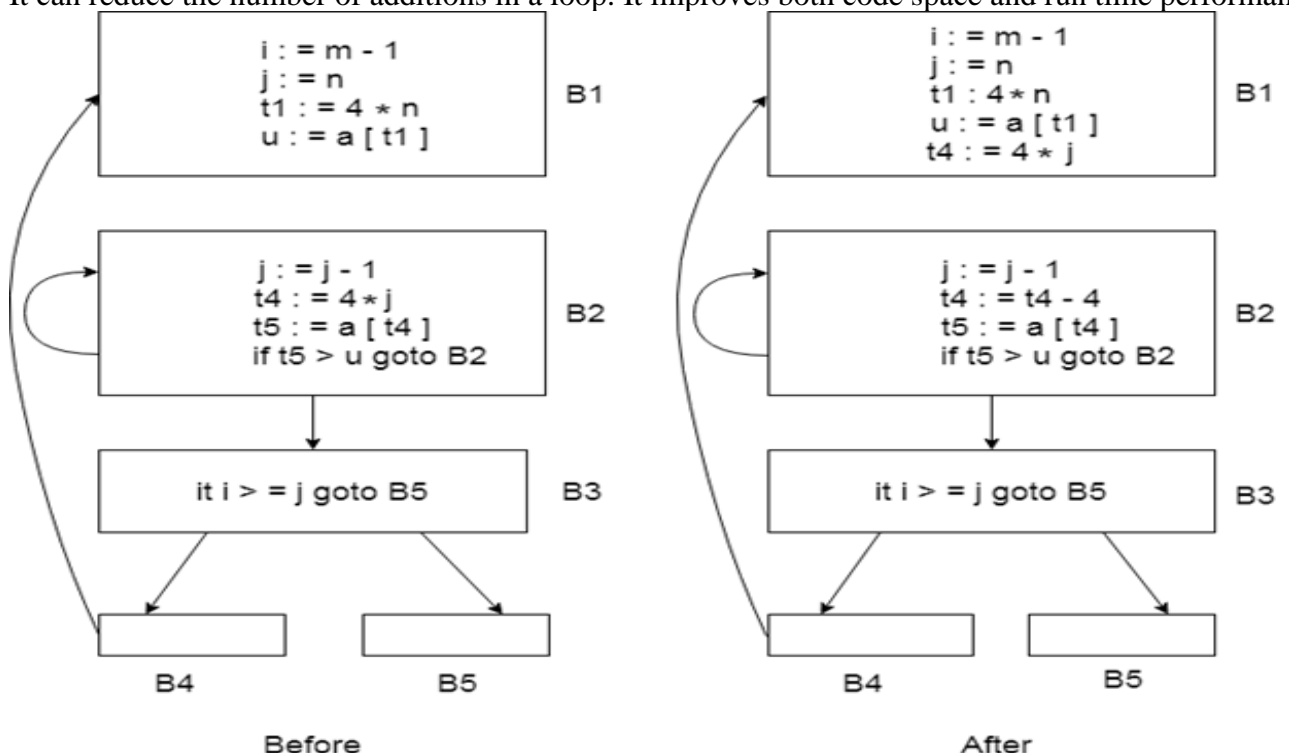 It can reduce the number of additions in a loop. It improves both code space and run time performan
i : = m - 1
j : = n
t1 : = 4 * n
u : = a [ t1 ]
B1
j : = j - 1
t4 : = 4 * j
t5 : = a [ t4 ]
if t5 > u goto B2
B2
it i > = j goto B5
B3
B4
B5
Before
i : = m - 1
j : = n
t1 : 4 * n
u : = a [ t1 ]
t4 : = 4 * j
B1
j : = j - 1
t4 : = t4 - 4
t5 : = a [ t4 ]
if t5 > u goto B2
B2
it i > = j goto B5
B3
B4
B5
After